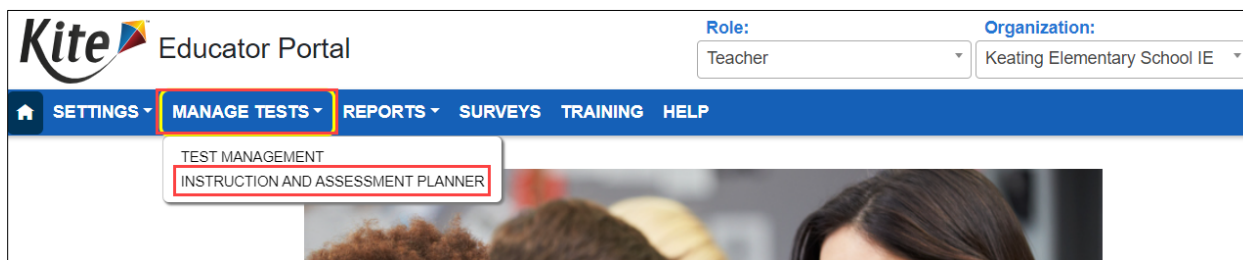 Kite Educator Portal
Role:
Teacher
Organization:
Keating Elementary School IE
SETTINGS MANAGE TESTS REPORTS SURVEYS TRAINING HELP
TEST MANAGEMENT
INSTRUCTION AND ASSESSMENT PLANNER